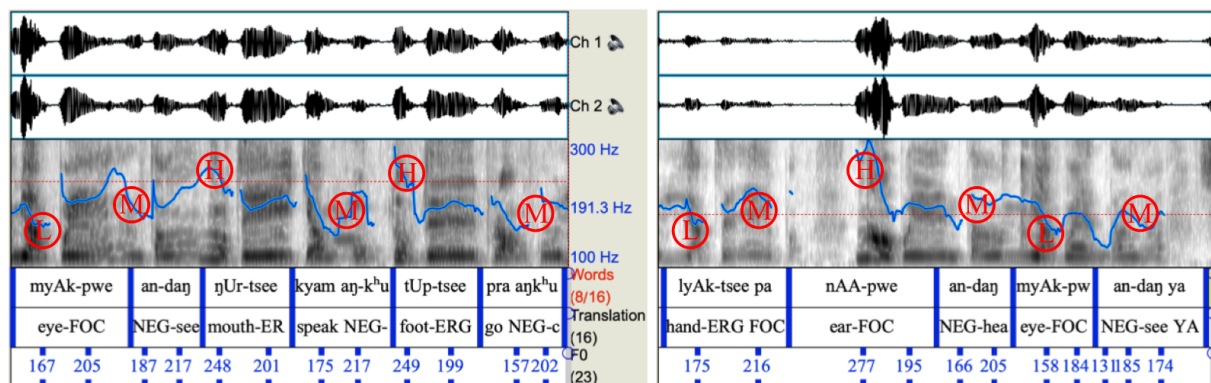 Ch 1
Ch 2
300 Hz
191.3 Hz
100 Hz
L M H M H M
myAk-pwe an-daŋ ŋUr-tsee kyam aŋ-kʰu tUp-tsee pra aŋkʰu
Words
(8/16)
eye-FOC NEG-see mouth-ER speak NEG- foot-ERG go NEG-c
Translation
(16)
167 205 187 217 248 201 175 217 249 199 157 202
F0
(23)
L M H M L M
lyAk-tsee pa nAA-pwe an-daŋ myAk-pw an-daŋ ya
hand-ERG FOC ear-FOC NEG-hea eye-FOC NEG-see YA
175 216 277 195 166 205 158 184 131 185 174